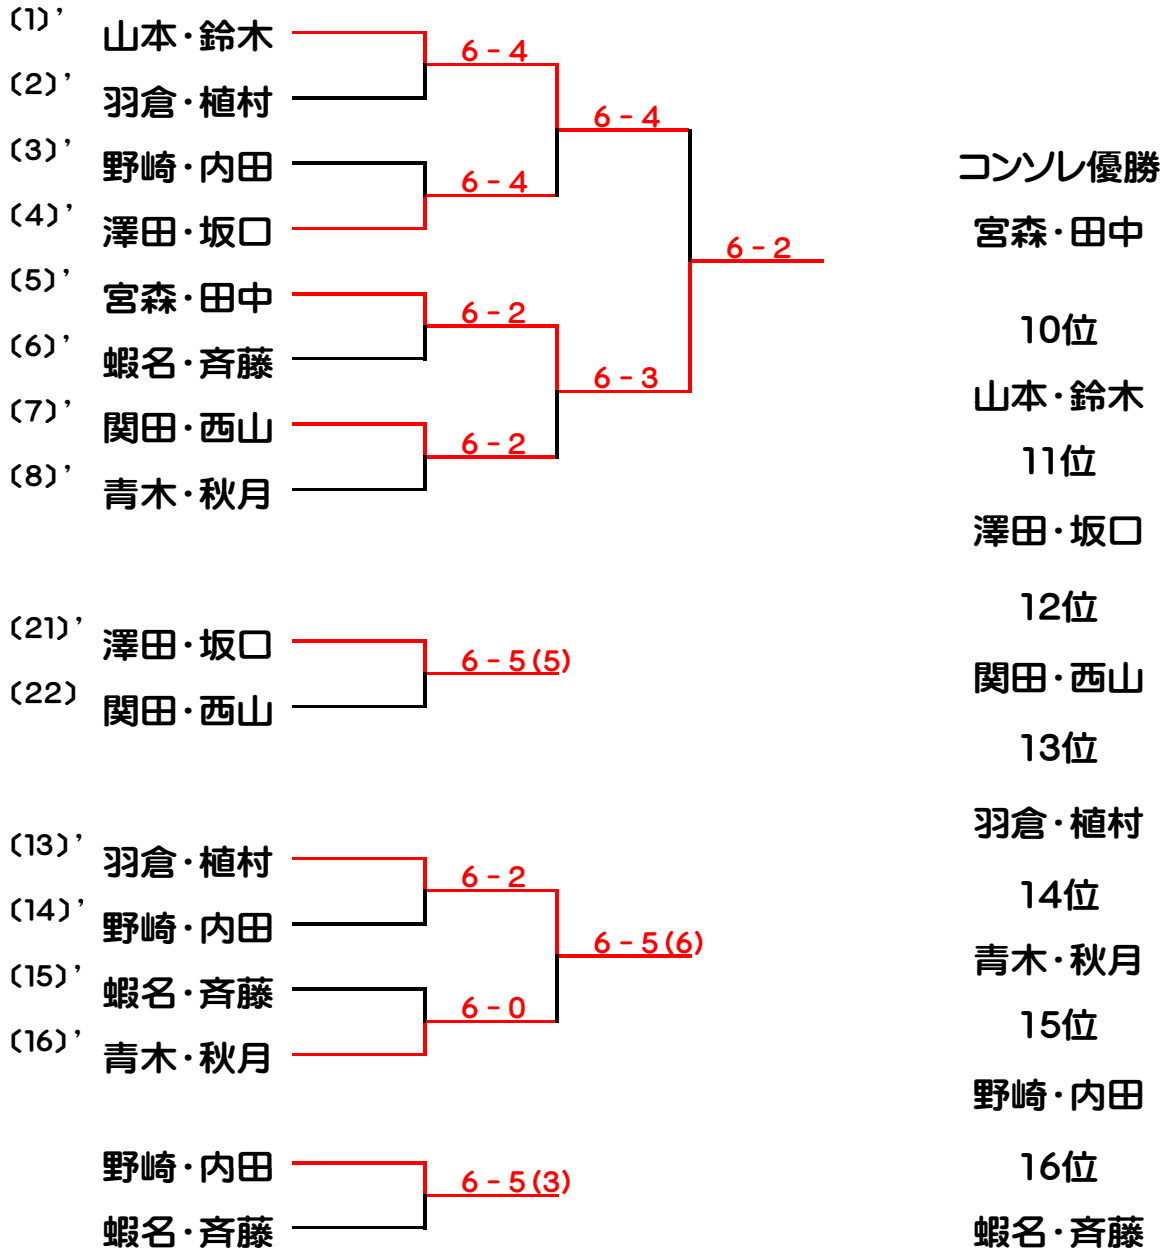 (1)’ 山本・鈴木
6－4
(2)’ 羽倉・植村
6－4
(3)’ 野崎・内田
6－4
(4)’ 澤田・坂口
6－2
(5)’ 宮森・田中
6－2
(6)’ 蝦名・斉藤
6－3
(7)’ 関田・西山
6－2
(8)’ 青木・秋月
(21)’ 澤田・坂口
6－5(5)
(22) 関田・西山
(13)’ 羽倉・植村
6－2
(14)’ 野崎・内田
6－5(6)
(15)’ 蝦名・斉藤
6－0
(16)’ 青木・秋月
野崎・内田
6－5(3)
蝦名・斉藤
コンソレ優勝
宮森・田中
10位
山本・鈴木
11位
澤田・坂口
12位
関田・西山
13位
羽倉・植村
14位
青木・秋月
15位
野崎・内田
16位
蝦名・斉藤